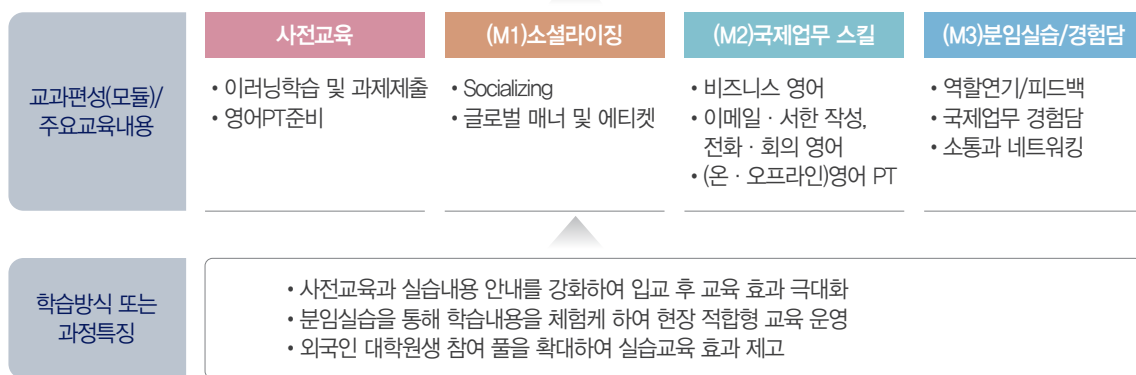 교과편성(모듈)/
주요교육내용
사전교육
• 이러닝학습 및 과제제출
• 영어PT준비
(M1)소셜라이징
• Socializing
• 글로벌 매너 및 에티켓
(M2)국제업무 스킬
• 비즈니스 영어
• 이메일 · 서한 작성,
전화 · 회의 영어
• (온 · 오프라인)영어 PT
(M3)분임실습/경험담
• 역할연기/피드백
• 국제업무 경험담
• 소통과 네트워킹
학습방식 또는
과정특징
• 사전교육과 실습내용 안내를 강화하여 입교 후 교육 효과 극대화
• 분임실습을 통해 학습내용을 체험케 하여 현장 적합형 교육 운영
• 외국인 대학원생 참여 풀을 확대하여 실습교육 효과 제고